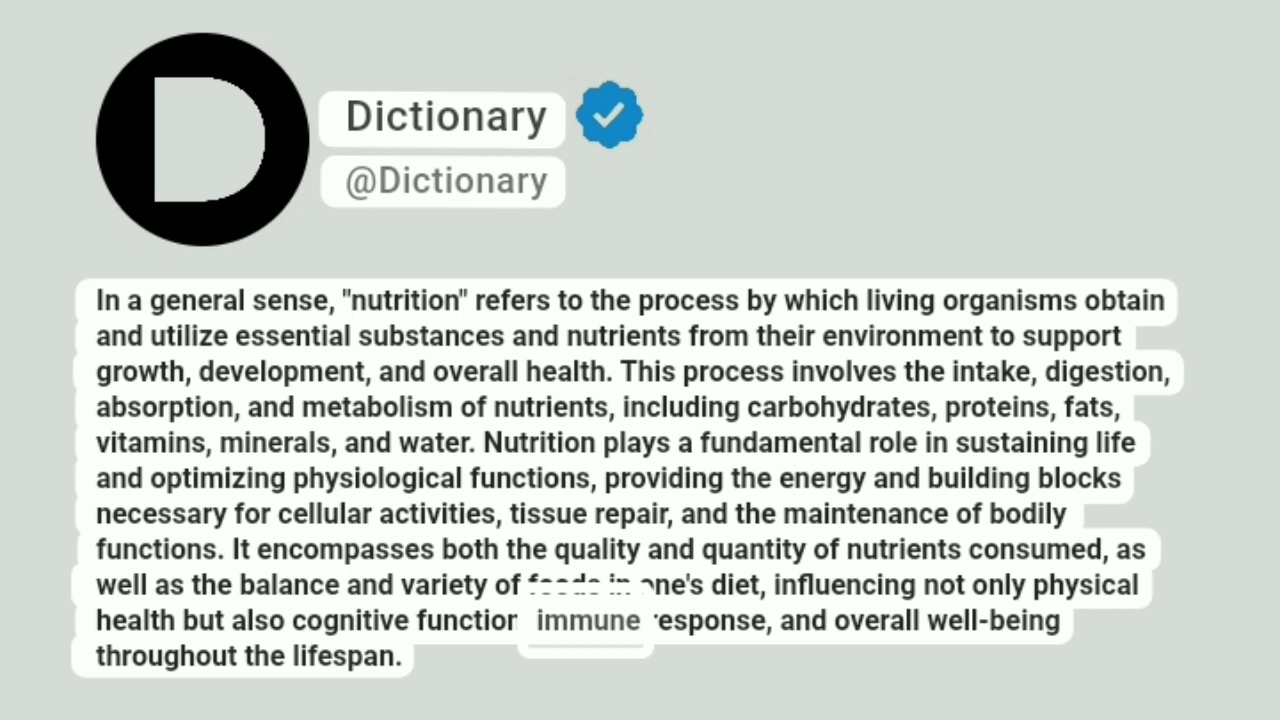 D
Dictionary
@Dictionary
In a general sense, "nutrition" refers to the process by which living organisms obtain
and utilize essential substances and nutrients from their environment to support
growth, development, and overall health. This process involves the intake, digestion,
absorption, and metabolism of nutrients, including carbohydrates, proteins, fats,
vitamins, minerals, and water. Nutrition plays a fundamental role in sustaining life
and optimizing physiological functions, providing the energy and building blocks
necessary for cellular activities, tissue repair, and the maintenance of bodily
functions. It encompasses both the quality and quantity of nutrients consumed, as
well as the balance and variety of foods in one's diet, influencing not only physical
health but also cognitive function immune response, and overall well-being
throughout the lifespan.